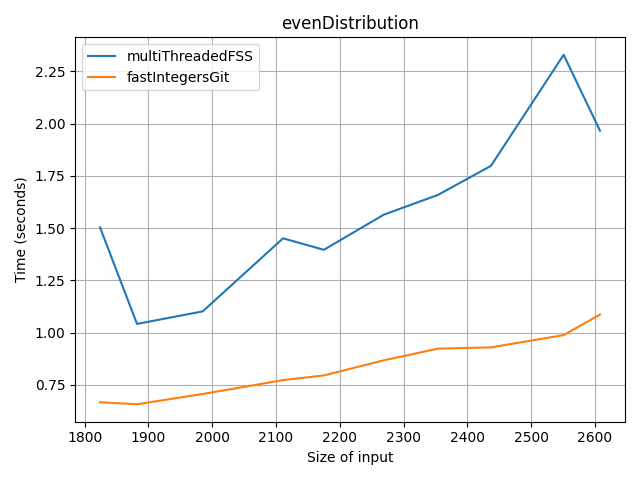 evenDistribution
multiThreadedFSS
fastIntegersGit
Time (seconds)
2.25
2.00
1.75
1.50
1.25
1.00
0.75
1800 1900 2000 2100 2200 2300 2400 2500 2600
Size of input